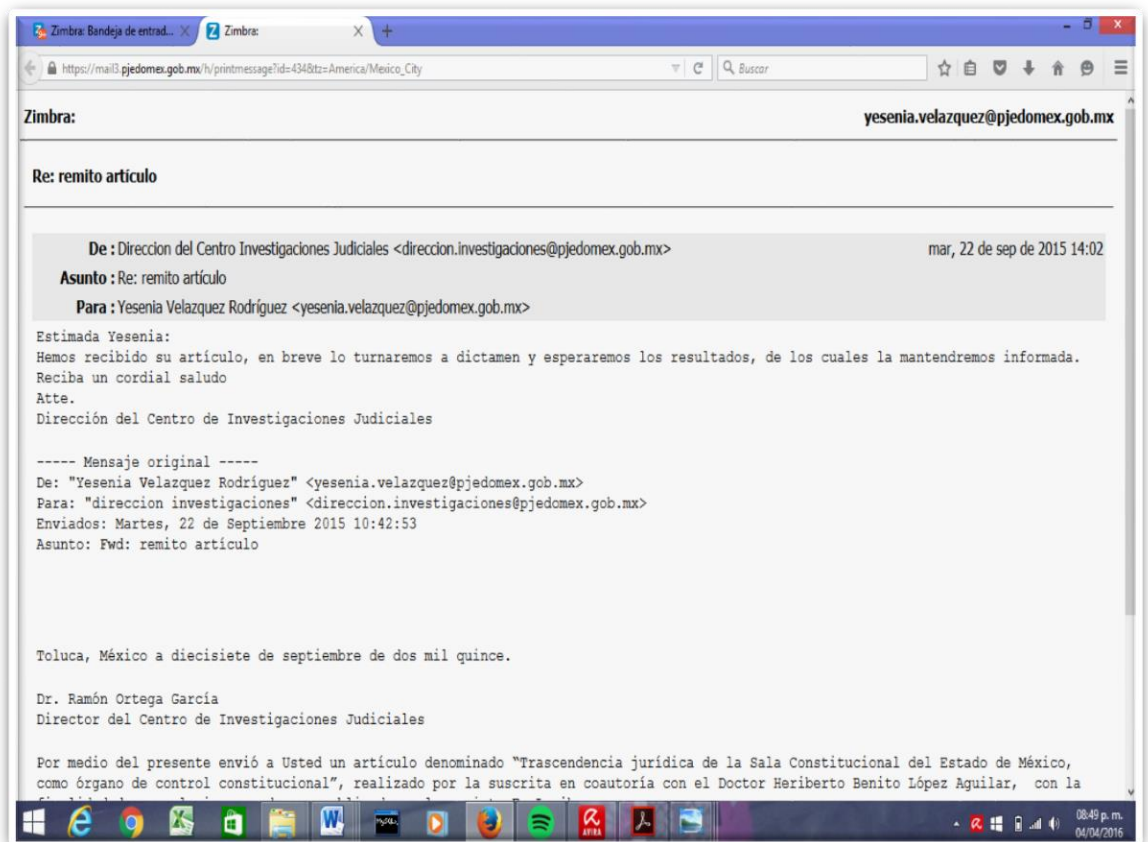 Zimbra: Bandeja de entrad...
Zimbra:
https://mail3.pjedomex.gob.mx/h/printmessage?id=434&tz=America/Mexico_City
Buscar
Zimbra: yesenia.velazquez@pjedomex.gob.mx
Re: remito artículo
De : Direccion del Centro Investigaciones Judiciales <direccion.investigaciones@pjedomex.gob.mx> mar, 22 de sep de 2015 14:02
Asunto : Re: remito artículo
Para : Yesenia Velazquez Rodríguez <yesenia.velazquez@pjedomex.gob.mx>
Estimada Yesenia:
Hemos recibido su artículo, en breve lo turnaremos a dictamen y esperaremos los resultados, de los cuales la mantendremos informada.
Reciba un cordial saludo
Atte.
Dirección del Centro de Investigaciones Judiciales
----- Mensaje original -----
De: "Yesenia Velazquez Rodríguez" <yesenia.velazquez@pjedomex.gob.mx>
Para: "direccion investigaciones" <direccion.investigaciones@pjedomex.gob.mx>
Enviados: Martes, 22 de Septiembre 2015 10:42:53
Asunto: Fwd: remito artículo
Toluca, México a diecisiete de septiembre de dos mil quince.
Dr. Ramón Ortega García
Director del Centro de Investigaciones Judiciales
Por medio del presente envió a Usted un artículo denominado “Trascendencia jurídica de la Sala Constitucional del Estado de México,
como órgano de control constitucional”, realizado por la suscrita en coautoría con el Doctor Heriberto Benito López Aguilar, con la
MySQL
AVIRA
08:49 p. m.
04/04/2016